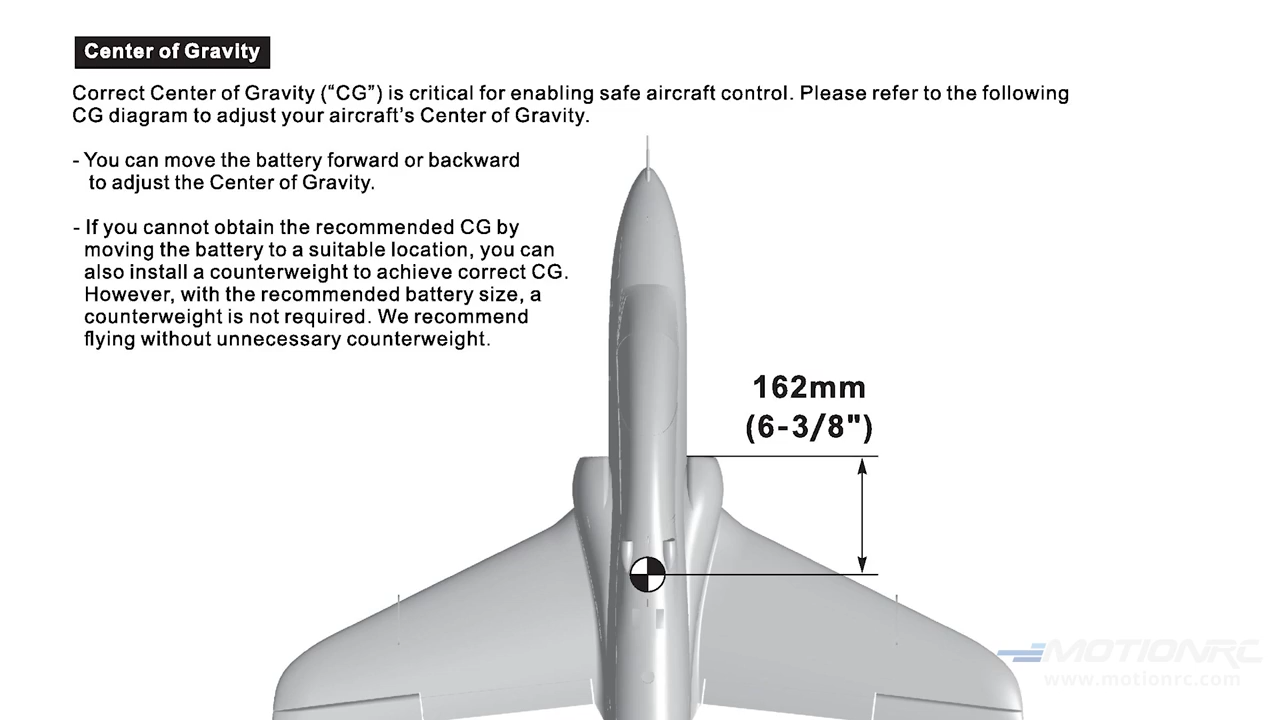 Center of Gravity
Correct Center of Gravity (“CG”) is critical for enabling safe aircraft control. Please refer to the following
CG diagram to adjust your aircraft’s Center of Gravity.
- You can move the battery forward or backward
to adjust the Center of Gravity.
- If you cannot obtain the recommended CG by
moving the battery to a suitable location, you can
also install a counterweight to achieve correct CG.
However, with the recommended battery size, a
counterweight is not required. We recommend
flying without unnecessary counterweight.
162mm
(6-3/8")
MOTIONRC
www.motionrc.com